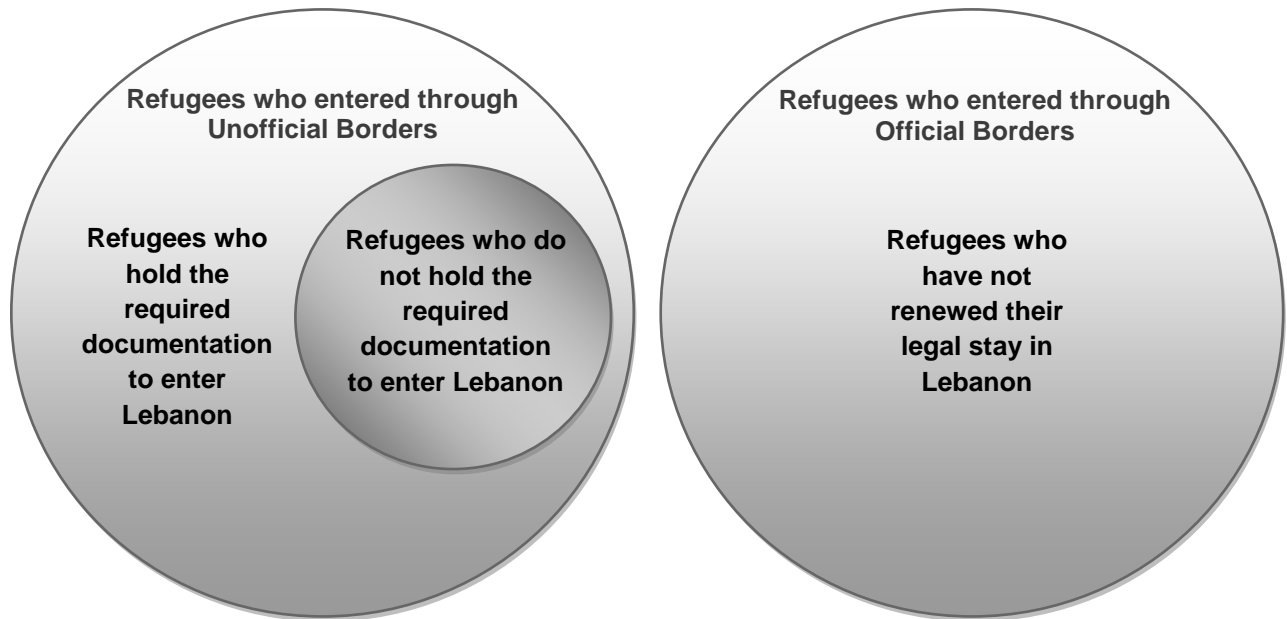 Refugees who entered through
Unofficial Borders
Refugees who
hold the
required
documentation
to enter
Lebanon
Refugees who do
not hold the
required
documentation
to enter Lebanon
Refugees who entered through
Official Borders
Refugees who
have not
renewed their
legal stay in
Lebanon